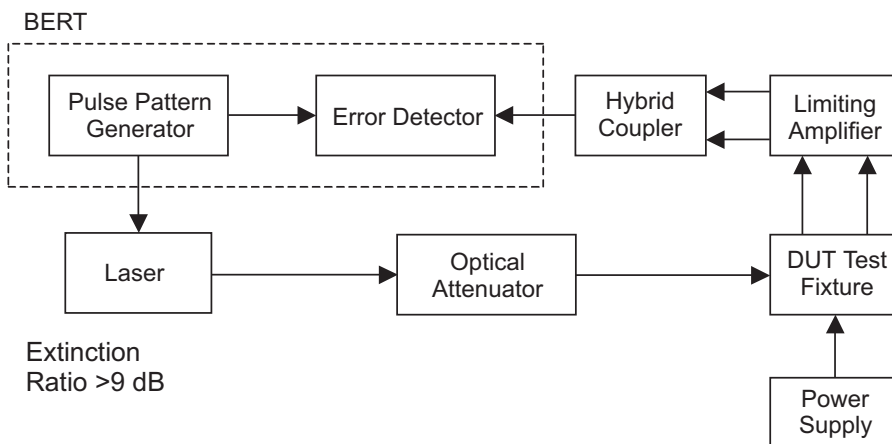 BERT
Pulse Pattern
Generator
Error Detector
Hybrid
Coupler
Limiting
Amplifier
Laser
Optical
Attenuator
DUT Test
Fixture
Extinction
Ratio >9 dB
Power
Supply